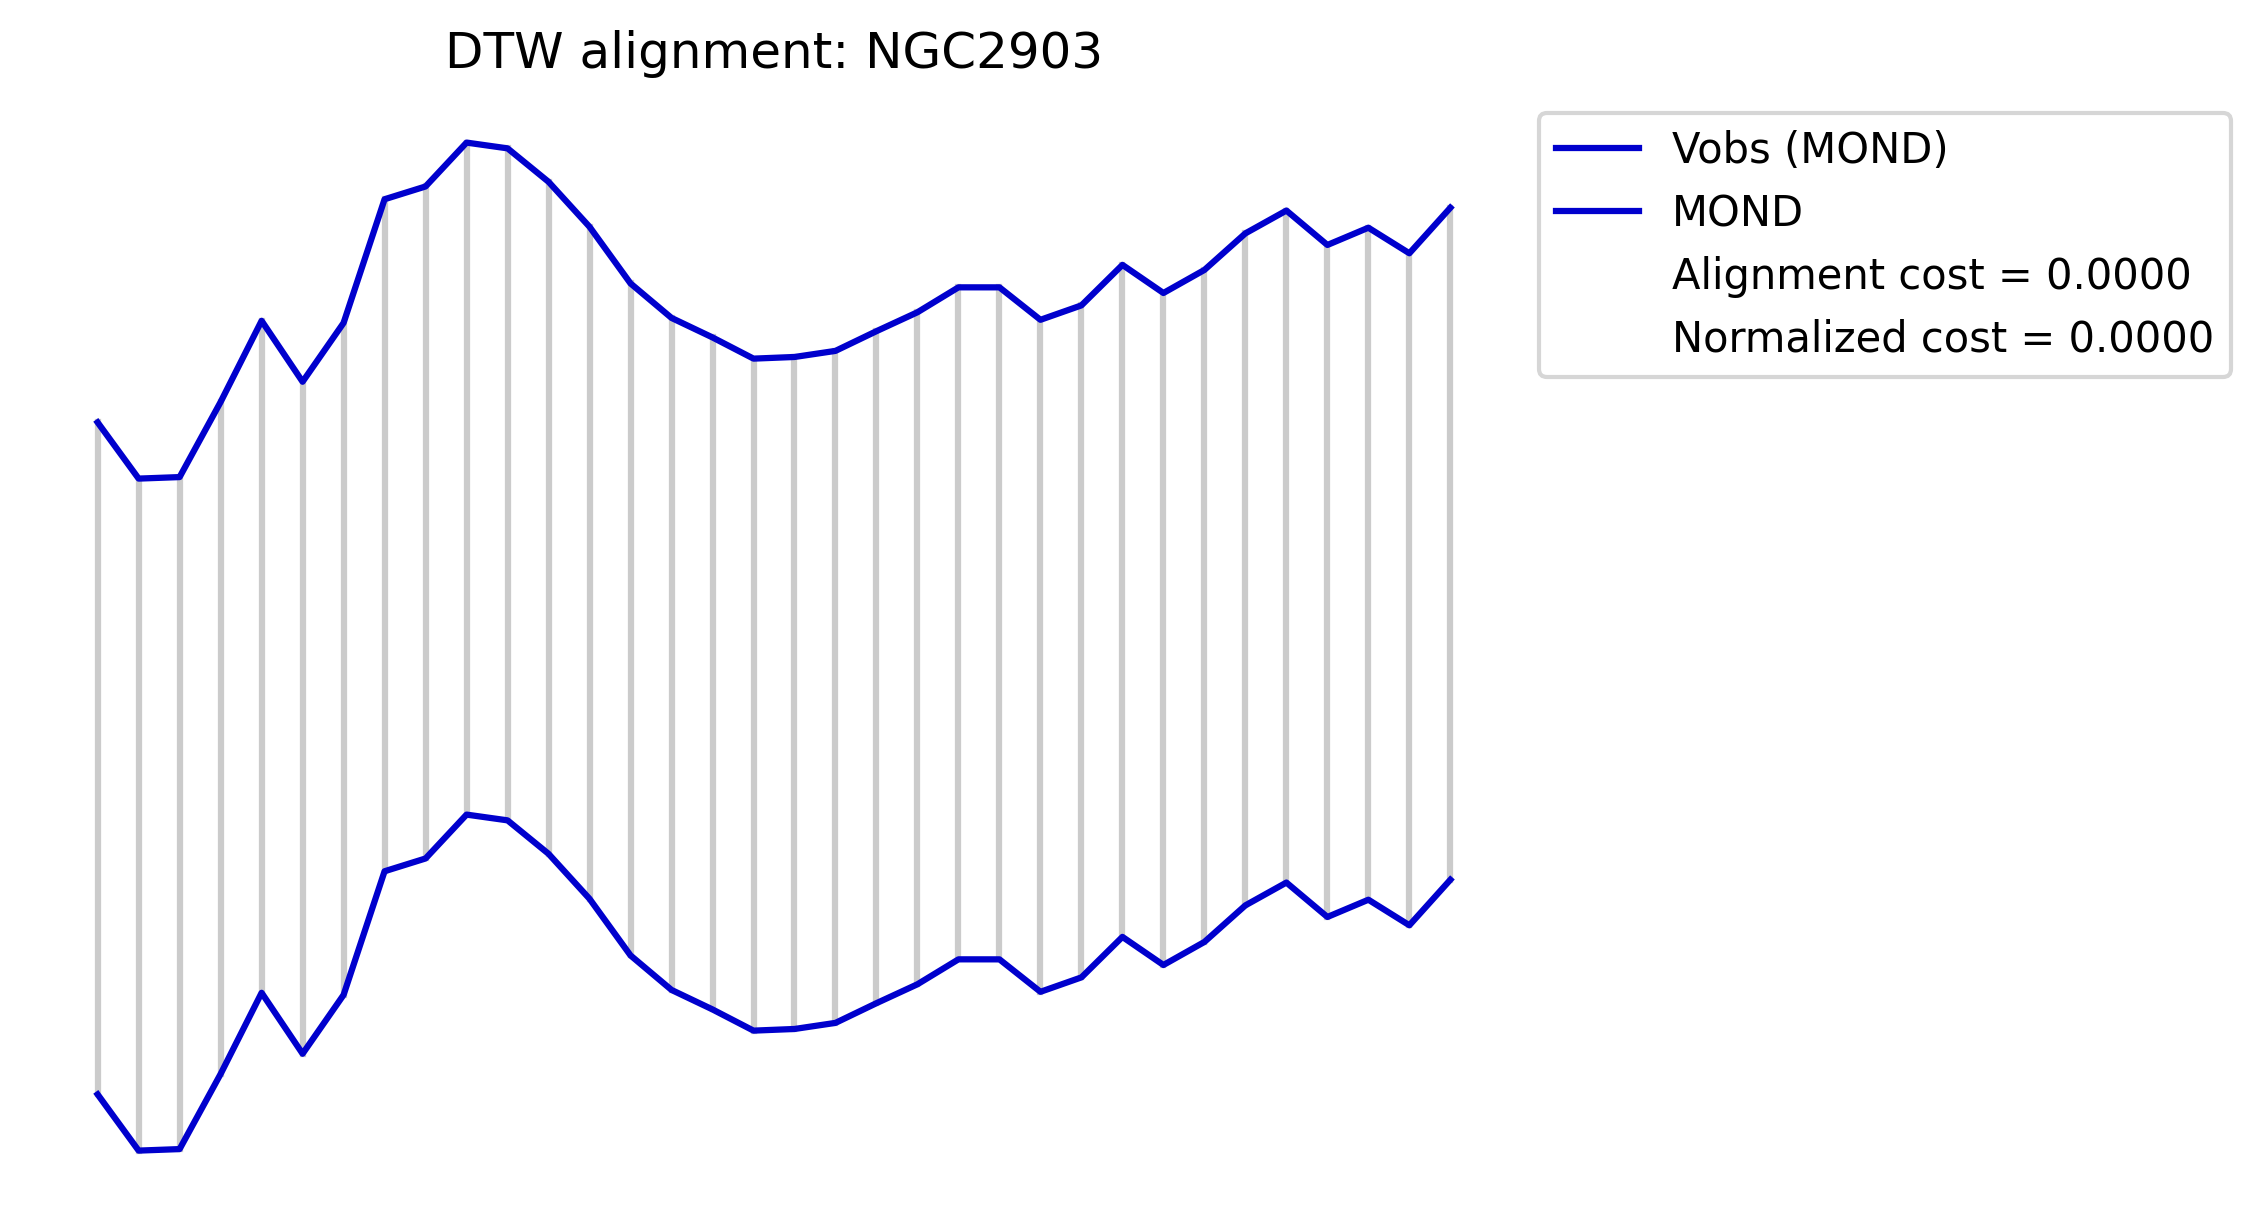 DTW alignment: NGC2903
Vobs (MOND)
MOND
Alignment cost = 0.0000
Normalized cost = 0.0000